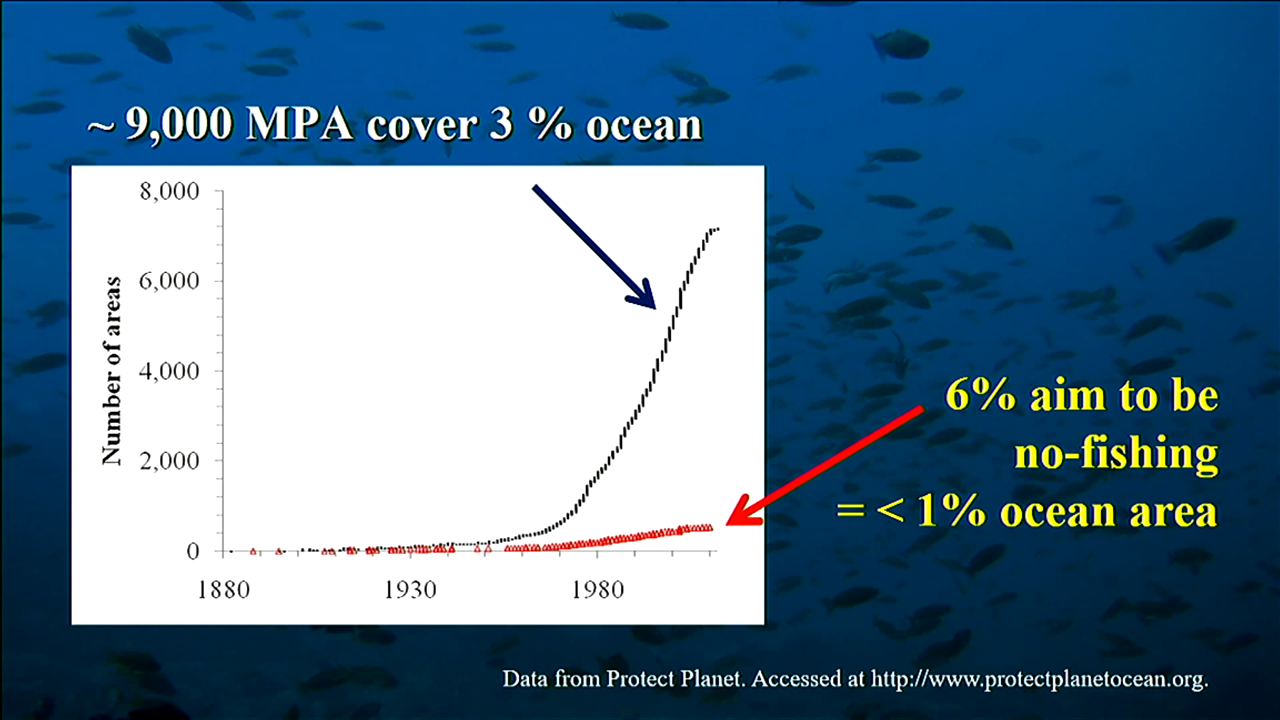 ~ 9,000 MPA cover 3 % ocean
8,000
6,000
4,000
2,000
0
Number of areas
1880 1930 1980
6% aim to be
no-fishing
= < 1% ocean area
Data from Protect Planet. Accessed at http://www.protectplanetocean.org.